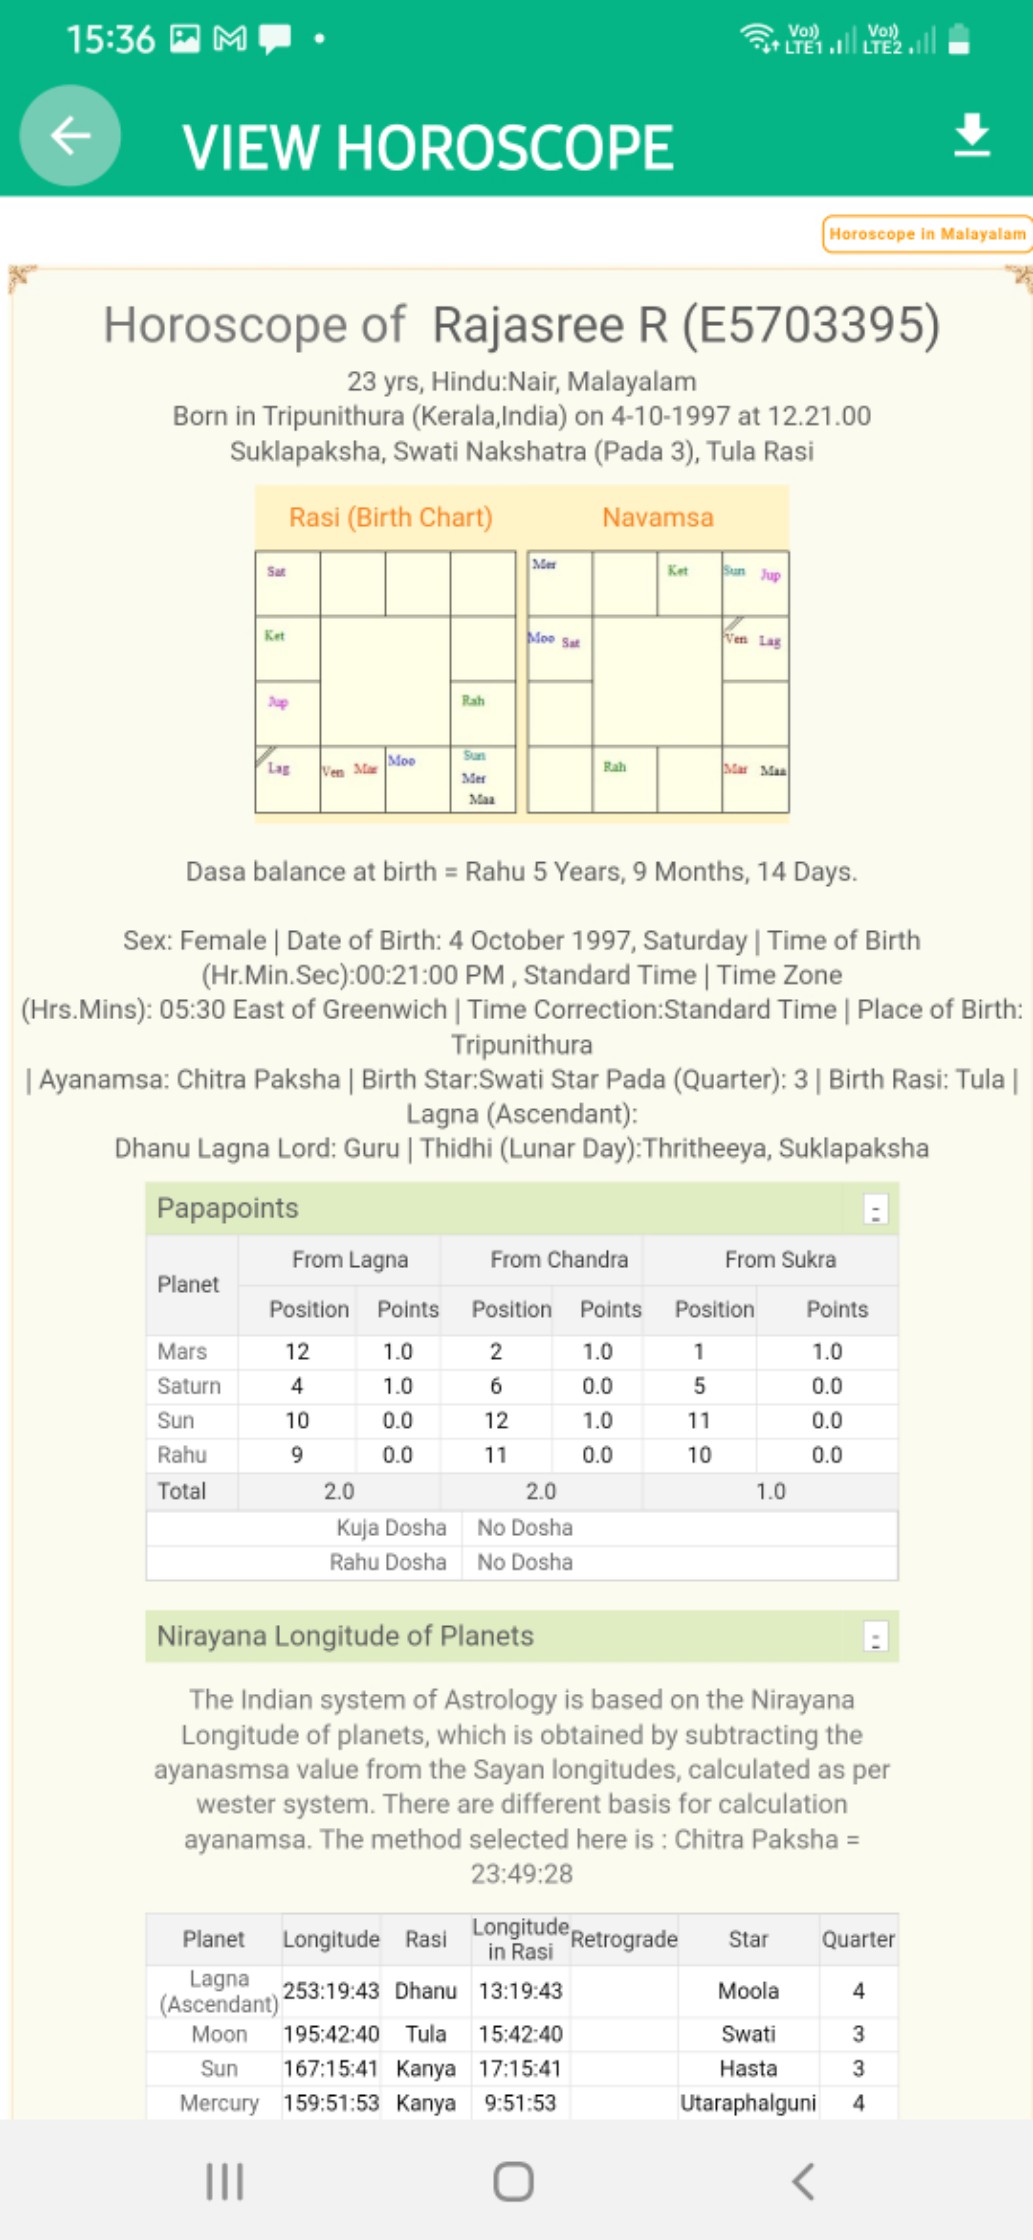 15:36
Vo)) LTE1 Vo)) LTE2
VIEW HOROSCOPE
Horoscope in Malayalam
Horoscope of Rajasree R (E5703395)
23 yrs, Hindu:Nair, Malayalam
Born in Tripunithura (Kerala,India) on 4-10-1997 at 12.21.00
Suklapaksha, Swati Nakshatra (Pada 3), Tula Rasi
Rasi (Birth Chart) Navamsa
Sat Mer Ket Sun Jup
Ket Moo Sat Ven Lag
Jup Rah
Lag Ven Mar Moo Sun Mer Maa Rah Mar Maa
Dasa balance at birth = Rahu 5 Years, 9 Months, 14 Days.
Sex: Female | Date of Birth: 4 October 1997, Saturday | Time of Birth
(Hr.Min.Sec):00:21:00 PM , Standard Time | Time Zone
(Hrs.Mins): 05:30 East of Greenwich | Time Correction:Standard Time | Place of Birth:
Tripunithura
| Ayanamsa: Chitra Paksha | Birth Star:Swati Star Pada (Quarter): 3 | Birth Rasi: Tula |
Lagna (Ascendant):
Dhanu Lagna Lord: Guru | Thidhi (Lunar Day):Thritheeya, Suklapaksha
Papapoints
Planet From Lagna From Chandra From Sukra
Position Points Position Points Position Points
Mars 12 1.0 2 1.0 1 1.0
Saturn 4 1.0 6 0.0 5 0.0
Sun 10 0.0 12 1.0 11 0.0
Rahu 9 0.0 11 0.0 10 0.0
Total 2.0 2.0 1.0
Kuja Dosha No Dosha
Rahu Dosha No Dosha
Nirayana Longitude of Planets
The Indian system of Astrology is based on the Nirayana
Longitude of planets, which is obtained by subtracting the
ayanasmsa value from the Sayan longitudes, calculated as per
wester system. There are different basis for calculation
ayanamsa. The method selected here is : Chitra Paksha =
23:49:28
Planet Longitude Rasi Longitude in Rasi Retrograde Star Quarter
Lagna (Ascendant) 253:19:43 Dhanu 13:19:43 Moola 4
Moon 195:42:40 Tula 15:42:40 Swati 3
Sun 167:15:41 Kanya 17:15:41 Hasta 3
Mercury 159:51:53 Kanya 9:51:53 Utaraphalguni 4